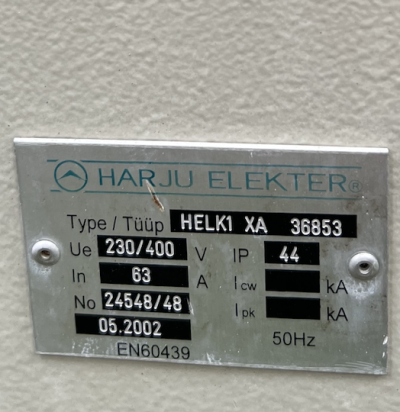 HARJU ELEKTER®
Type / Tüüp HELK1 XA 36853
Ue 230/400 V IP 44
In 63 A Icw kA
No 24548/48 Ipk kA
05.2002 50Hz
EN60439